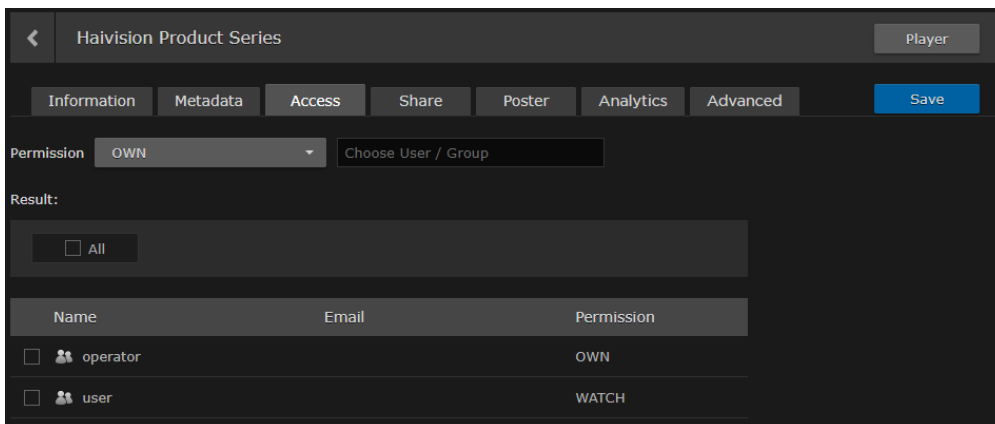 Haivision Product Series Player
Information Metadata Access Share Poster Analytics Advanced Save
Permission OWN Choose User / Group
Result:
All
Name Email Permission
operator OWN
user WATCH